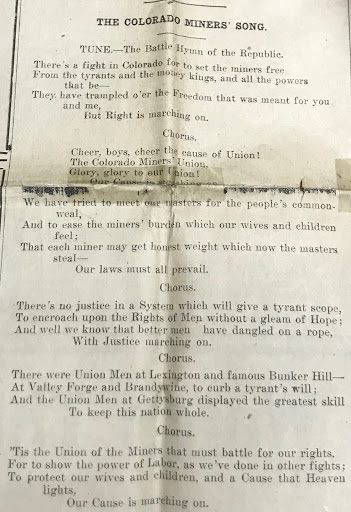 THE COLORADO MINERS' SONG.
TUNE.—The Battle Hymn of the Republic.
There's a fight in Colorado for to set the miners free
From the tyrants and the money kings, and all the powers
that be—
They have trampled o'er the Freedom that was meant for you
and me,
But Right is marching on.
Chorus.
Cheer, boys, cheer the cause of Union!
The Colorado Miners' Union.
Glory, glory to our Union!
Our Cause is marching on.
We have tried to meet our masters for the people's common-
weal,
And to ease the miners' burden which our wives and children
feel;
That each miner may get honest weight which now the masters
steal—
Our laws must all prevail.
Chorus.
There's no justice in a System which will give a tyrant scope,
To encroach upon the Rights of Men without a gleam of Hope;
And well we know that better men have dangled on a rope,
With Justice marching on.
Chorus.
There were Union Men at Lexington and famous Bunker Hill—
At Valley Forge and Brandywine, to curb a tyrant's will;
And the Union Men at Gettysburg displayed the greatest skill
To keep this nation whole.
Chorus.
'Tis the Union of the Miners that must battle for our rights.
For to show the power of Labor, as we've done in other fights;
To protect our wives and children, and a Cause that Heaven
lights,
Our Cause is marching on.